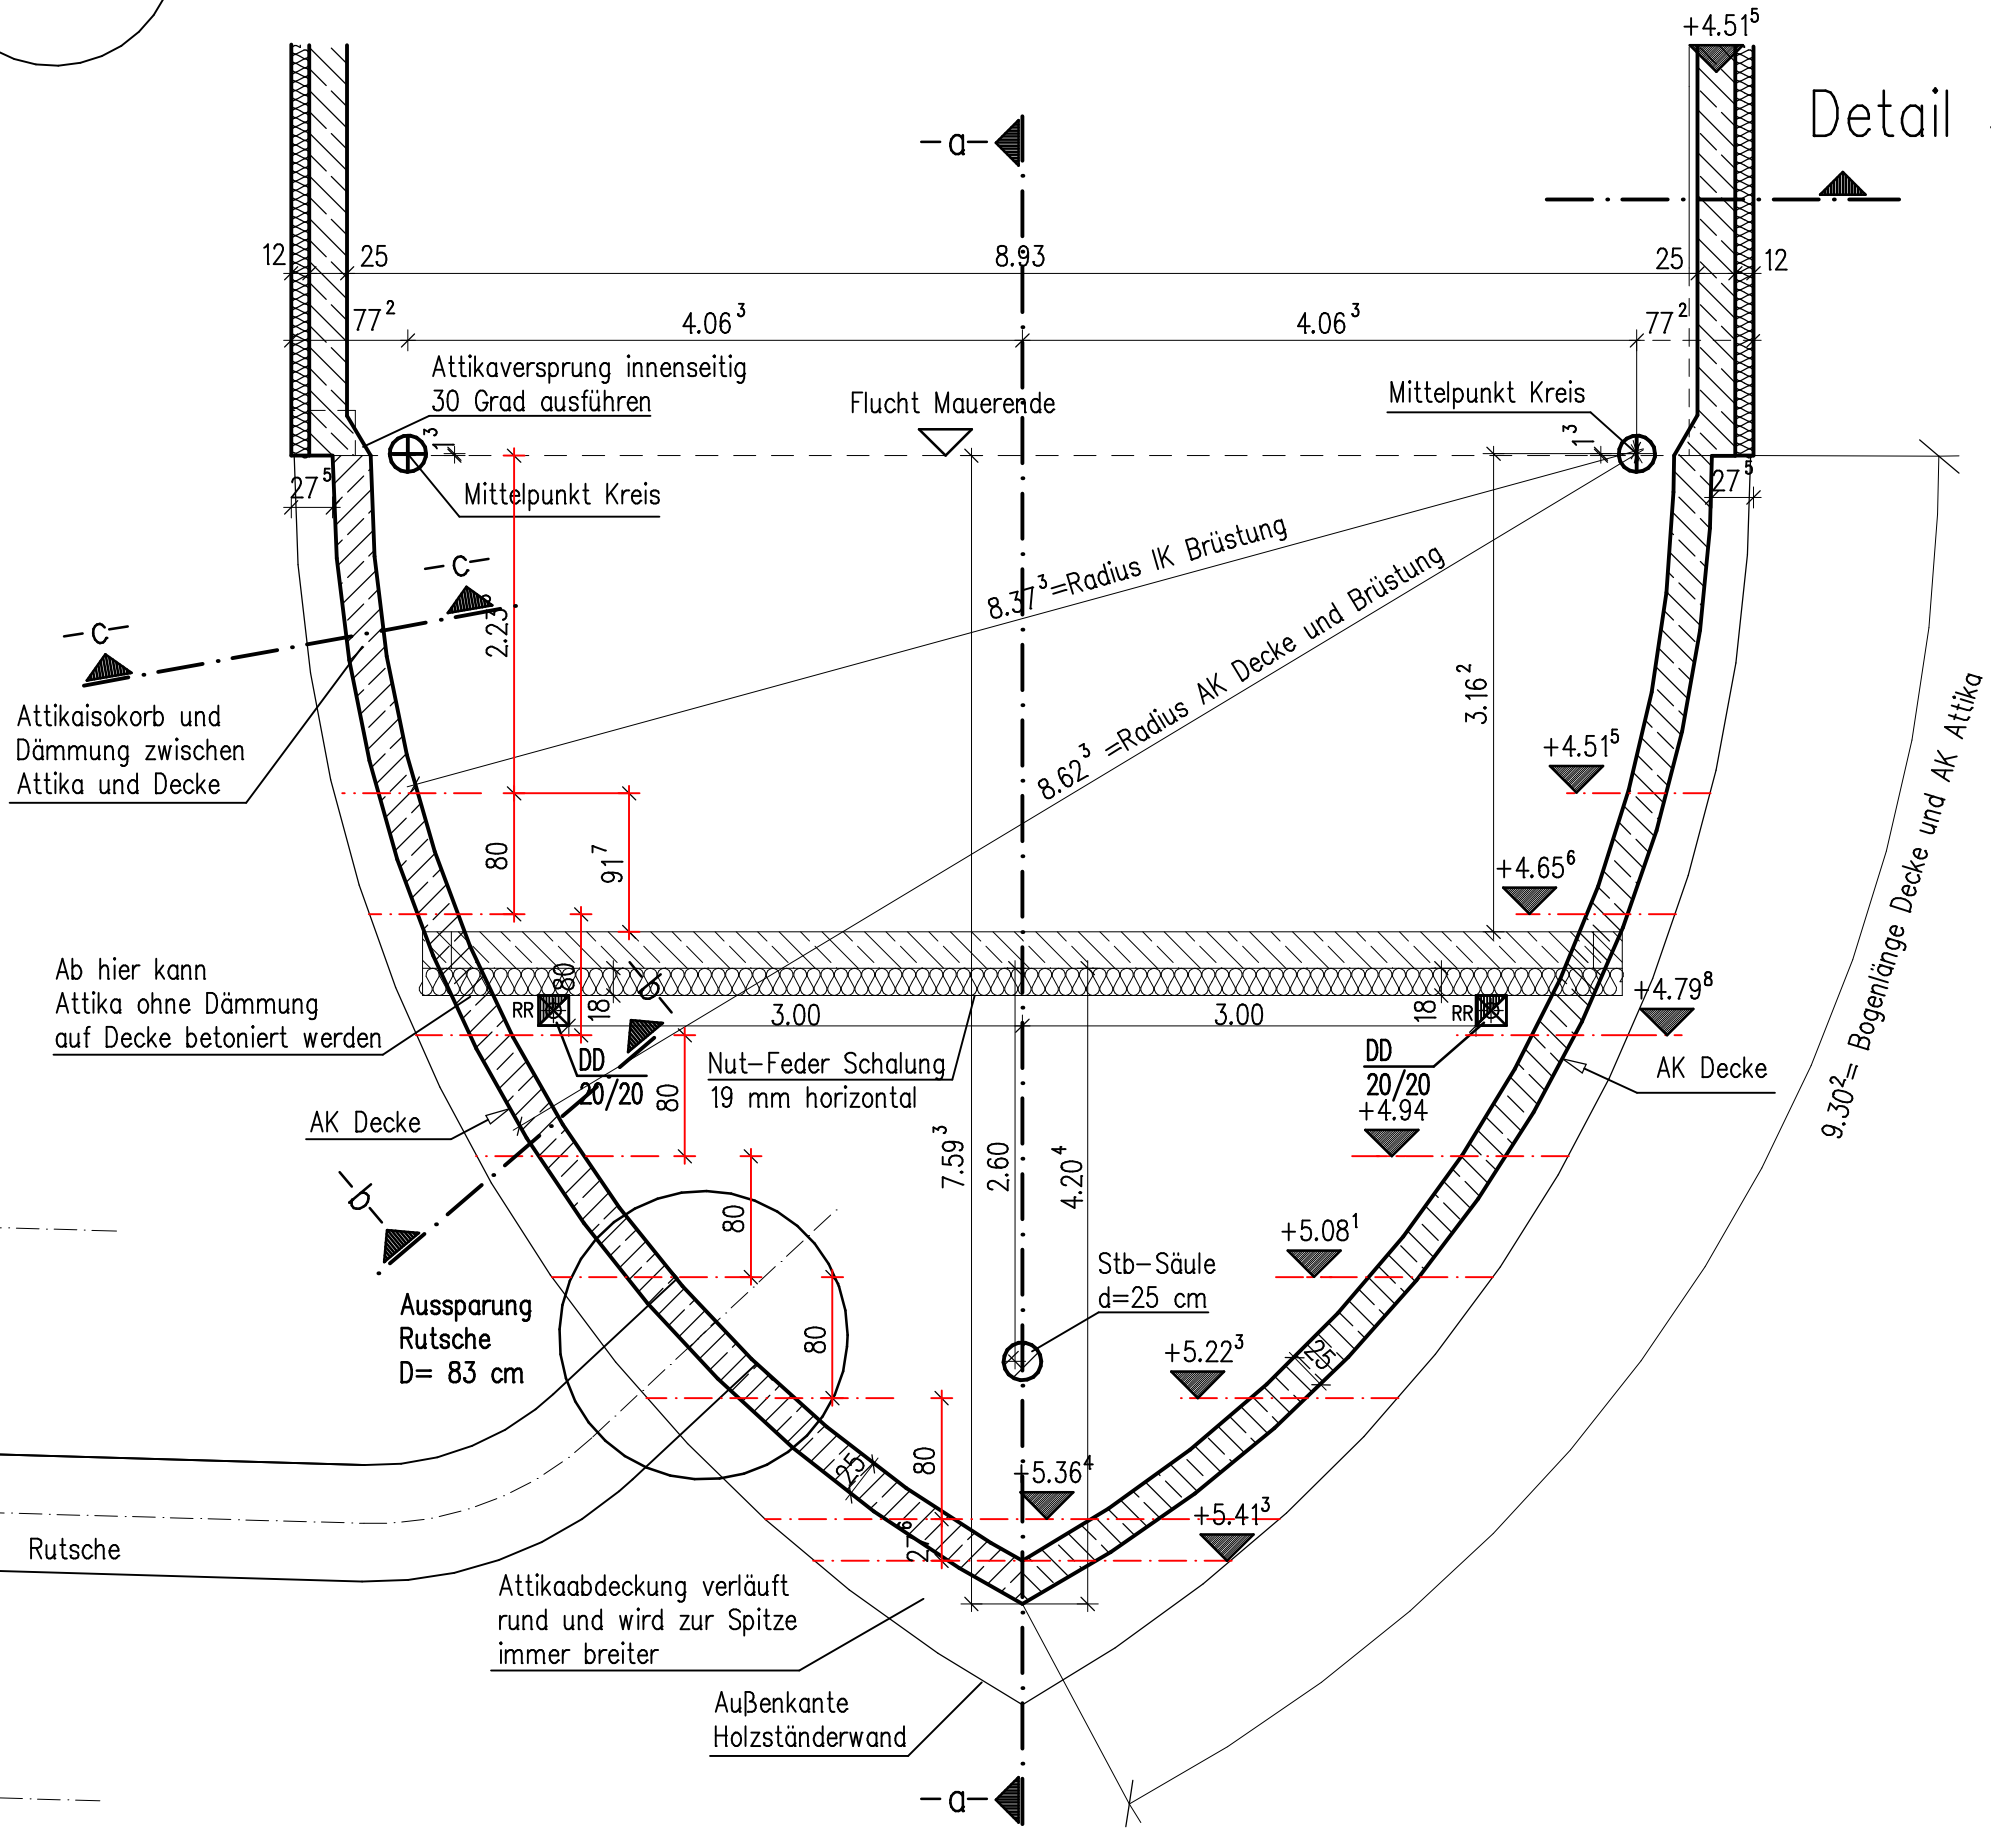 +4.51⁵
Detail
-a-
12
25
8.93
25
12
77²
4.06³
4.06³
77²
Attikaversprung innenseitig
30 Grad ausführen
Flucht Mauerende
Mittelpunkt Kreis
1³
1³
27⁵
Mittelpunkt Kreis
27⁵
8.37³=Radius IK Brüstung
8.62³ =Radius AK Decke und Brüstung
-c-
-c-
3.16²
Attikaisokorb und
Dämmung zwischen
Attika und Decke
+4.51⁵
80
91⁷
+4.65⁶
9.30²= Bogenlänge Decke und AK Attika
Ab hier kann
Attika ohne Dämmung
auf Decke betoniert werden
80
18
-b-
RR
3.00
3.00
18
RR
+4.79⁸
DD
20/20
80
Nut-Feder Schalung
19 mm horizontal
DD
20/20
AK Decke
AK Decke
+4.94
7.59³
2.60
4.20⁴
-b-
80
+5.08¹
Stb-Säule
d=25 cm
Aussparung
Rutsche
D= 83 cm
80
+5.22³
25
80
25
+5.36⁴
+5.41³
27⁶
Rutsche
Attikaabdeckung verläuft
rund und wird zur Spitze
immer breiter
Außenkante
Holzständerwand
-a-